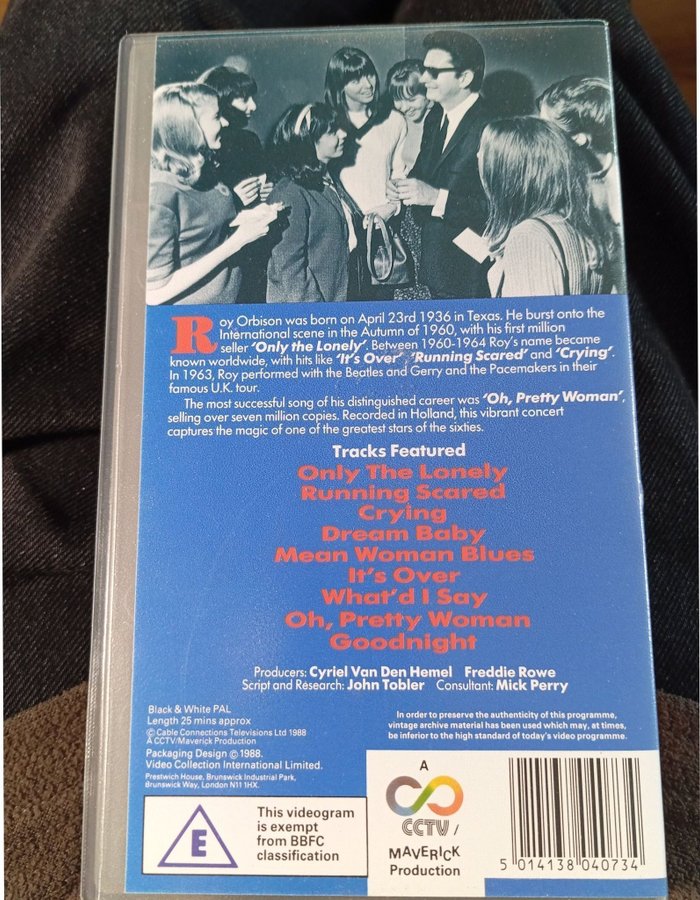 Roy Orbison was born on April 23rd 1936 in Texas. He burst onto the
International scene in the Autumn of 1960, with his first million
seller 'Only the Lonely'. Between 1960-1964 Roy's name became
known worldwide, with hits like 'It's Over', 'Running Scared' and 'Crying'.
In 1963, Roy performed with the Beatles and Gerry and the Pacemakers in their
famous U.K. tour.
The most successful song of his distinguished career was 'Oh, Pretty Woman',
selling over seven million copies. Recorded in Holland, this vibrant concert
captures the magic of one of the greatest stars of the sixties.
Tracks Featured
Only The Lonely
Running Scared
Crying
Dream Baby
Mean Woman Blues
It's Over
What'd I Say
Oh, Pretty Woman
Goodnight
Producers: Cyriel Van Den Hemel Freddie Rowe
Script and Research: John Tobler Consultant: Mick Perry
Black & White PAL
Length 25 mins approx
© Cable Connections Televisions Ltd 1988
A CCTV/Maverick Production
Packaging Design © 1988.
Video Collection International Limited.
Prestwich House, Brunswick Industrial Park,
Brunswick Way, London N11 1HX.
In order to preserve the authenticity of this programme,
vintage archive material has been used which may, at times,
be inferior to the high standard of today's video programme.
E
This videogram
is exempt
from BBFC
classification
A
CCTV/
MAVERICK
Production
5 014138 040734